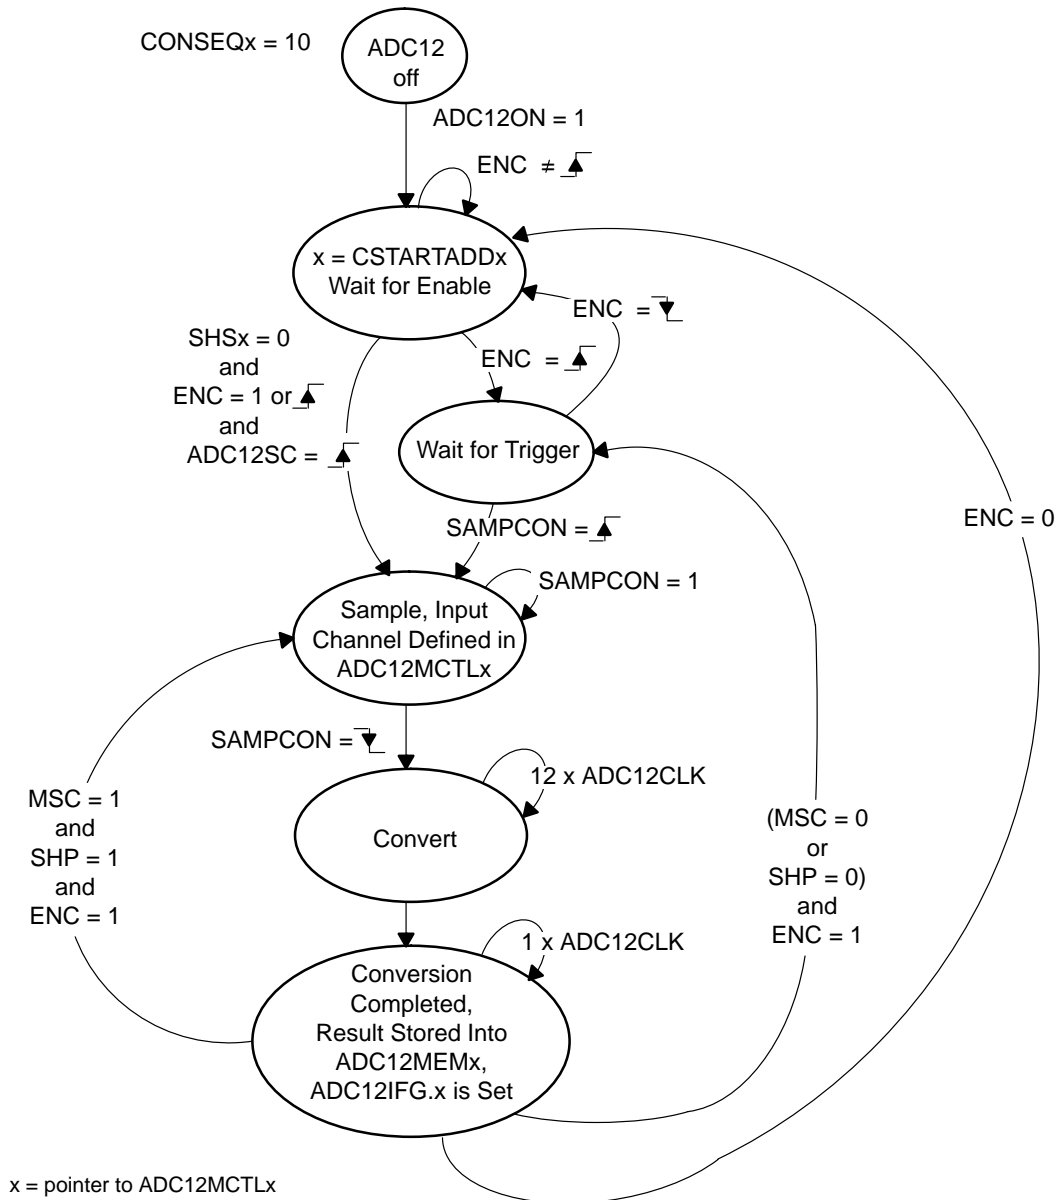 CONSEQx = 10
ADC12
off
ADC12ON = 1
ENC ≠
x = CSTARTADDx
Wait for Enable
ENC =
SHSx = 0
and
ENC = 1 or
and
ADC12SC =
ENC =
Wait for Trigger
ENC = 0
SAMPCON =
SAMPCON = 1
Sample, Input
Channel Defined in
ADC12MCTLx
SAMPCON =
12 x ADC12CLK
Convert
MSC = 1
and
SHP = 1
and
ENC = 1
(MSC = 0
or
SHP = 0)
and
ENC = 1
1 x ADC12CLK
Conversion
Completed,
Result Stored Into
ADC12MEMx,
ADC12IFG.x is Set
x = pointer to ADC12MCTLx